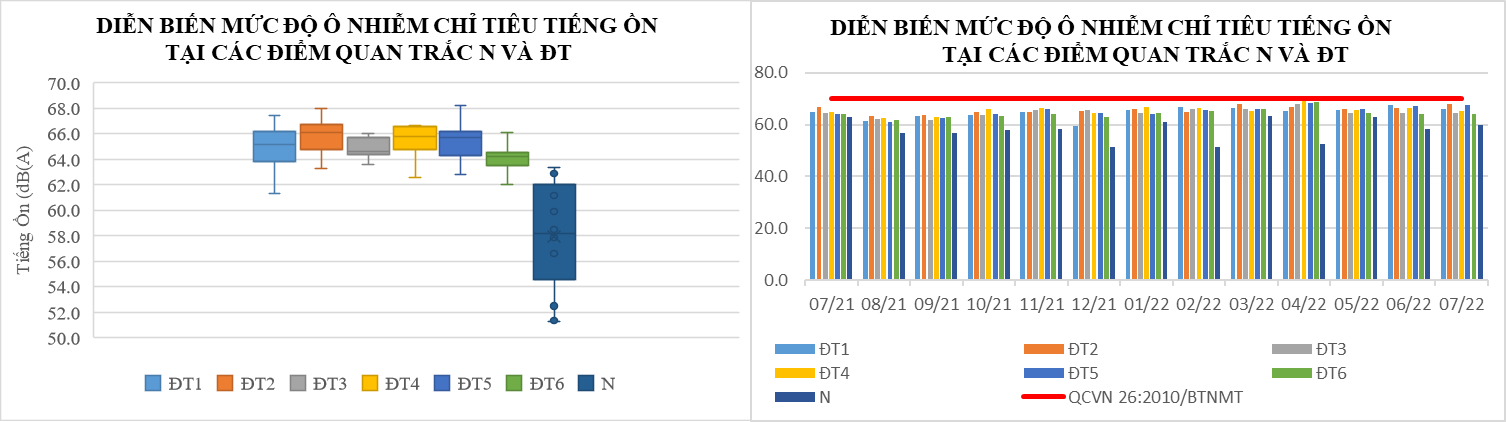 DIỄN BIẾN MỨC ĐỘ Ô NHIỄM CHỈ TIÊU TIẾNG ỒN
TẠI CÁC ĐIỂM QUAN TRẮC N VÀ ĐT
Tiếng Ồn (dB(A)
70.0
68.0
66.0
64.0
62.0
60.0
58.0
56.0
54.0
52.0
50.0
ĐT1 ĐT2 ĐT3 ĐT4 ĐT5 ĐT6 N
DIỄN BIẾN MỨC ĐỘ Ô NHIỄM CHỈ TIÊU TIẾNG ỒN
TẠI CÁC ĐIỂM QUAN TRẮC N VÀ ĐT
80.0
60.0
40.0
20.0
0.0
07/21 08/21 09/21 10/21 11/21 12/21 01/22 02/22 03/22 04/22 05/22 06/22 07/22
ĐT1 ĐT2 ĐT3
ĐT4 ĐT5 ĐT6
N QCVN 26:2010/BTNMT